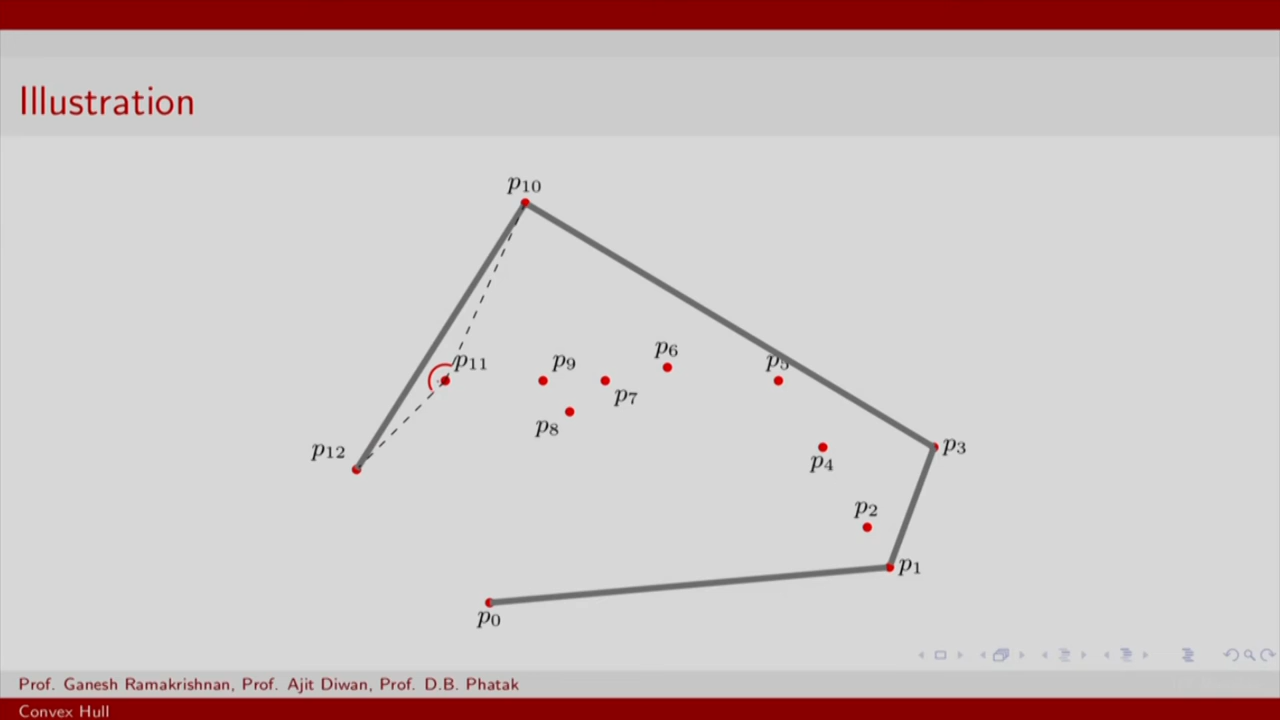 Illustration
p10
p6
p5
p11
p9
p7
p8
p12
p3
p4
p2
p1
p0
Prof. Ganesh Ramakrishnan, Prof. Ajit Diwan, Prof. D.B. Phatak
Convex Hull